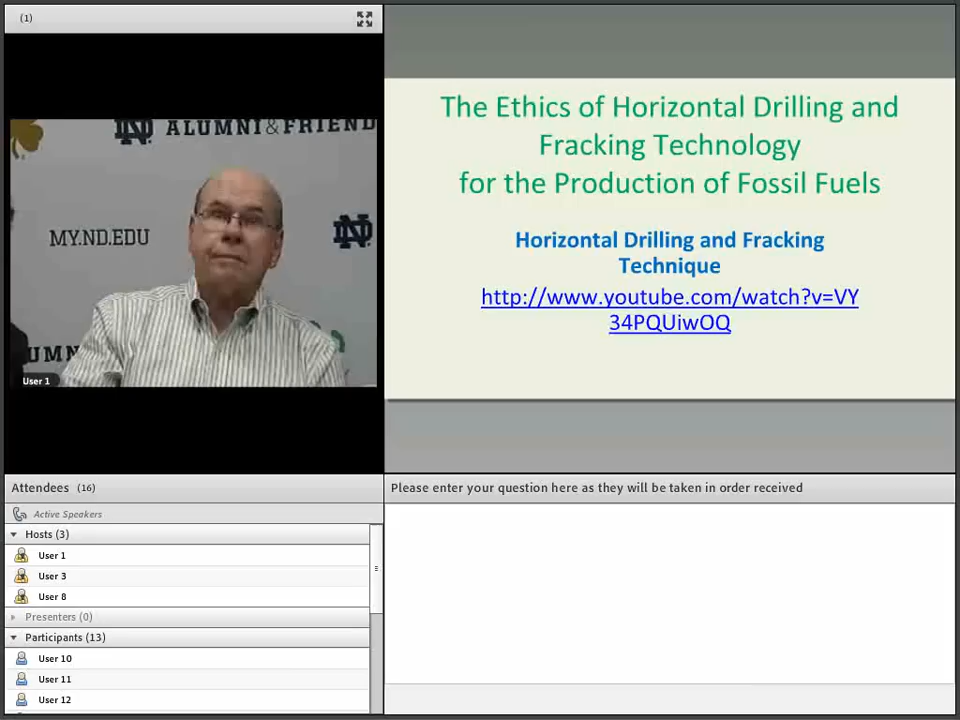 (1)
ND ALUMNI&FRIEND
MY.ND.EDU
ND
UMN
User 1
The Ethics of Horizontal Drilling and
Fracking Technology
for the Production of Fossil Fuels
Horizontal Drilling and Fracking
Technique
http://www.youtube.com/watch?v=VY
34PQUiwOQ
Attendees (16)
Active Speakers
Hosts (3)
User 1
User 3
User 8
Presenters (0)
Participants (13)
User 10
User 11
User 12
Please enter your question here as they will be taken in order received